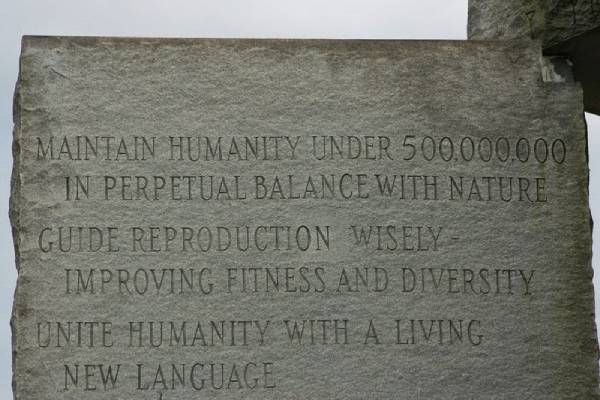 MAINTAIN HUMANITY UNDER 500,000,000
IN PERPETUAL BALANCE WITH NATURE
GUIDE REPRODUCTION WISELY -
IMPROVING FITNESS AND DIVERSITY
UNITE HUMANITY WITH A LIVING
NEW LANGUAGE